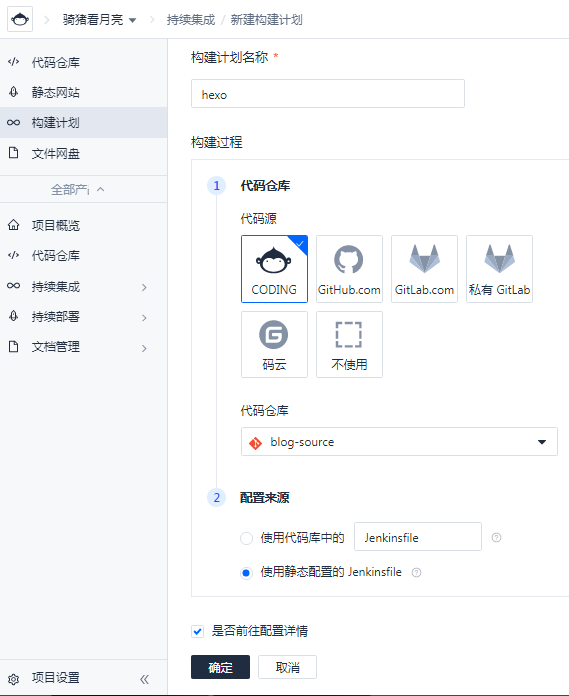 骑猪看月亮
持续集成 / 新建构建计划
代码仓库
静态网站
构建计划
文件网盘
全部产品
项目概览
代码仓库
持续集成
持续部署
文档管理
项目设置
构建计划名称 *
hexo
构建过程
1 代码仓库
代码源
CODING GitHub.com GitLab.com 私有 GitLab
码云 不使用
代码仓库
blog-source
2 配置来源
使用代码库中的 Jenkinsfile
使用静态配置的 Jenkinsfile
是否前往配置详情
确定 取消